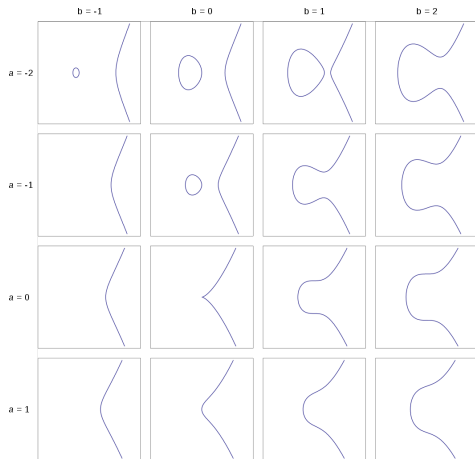 b = -1 b = 0 b = 1 b = 2
a = -2
a = -1
a = 0
a = 1